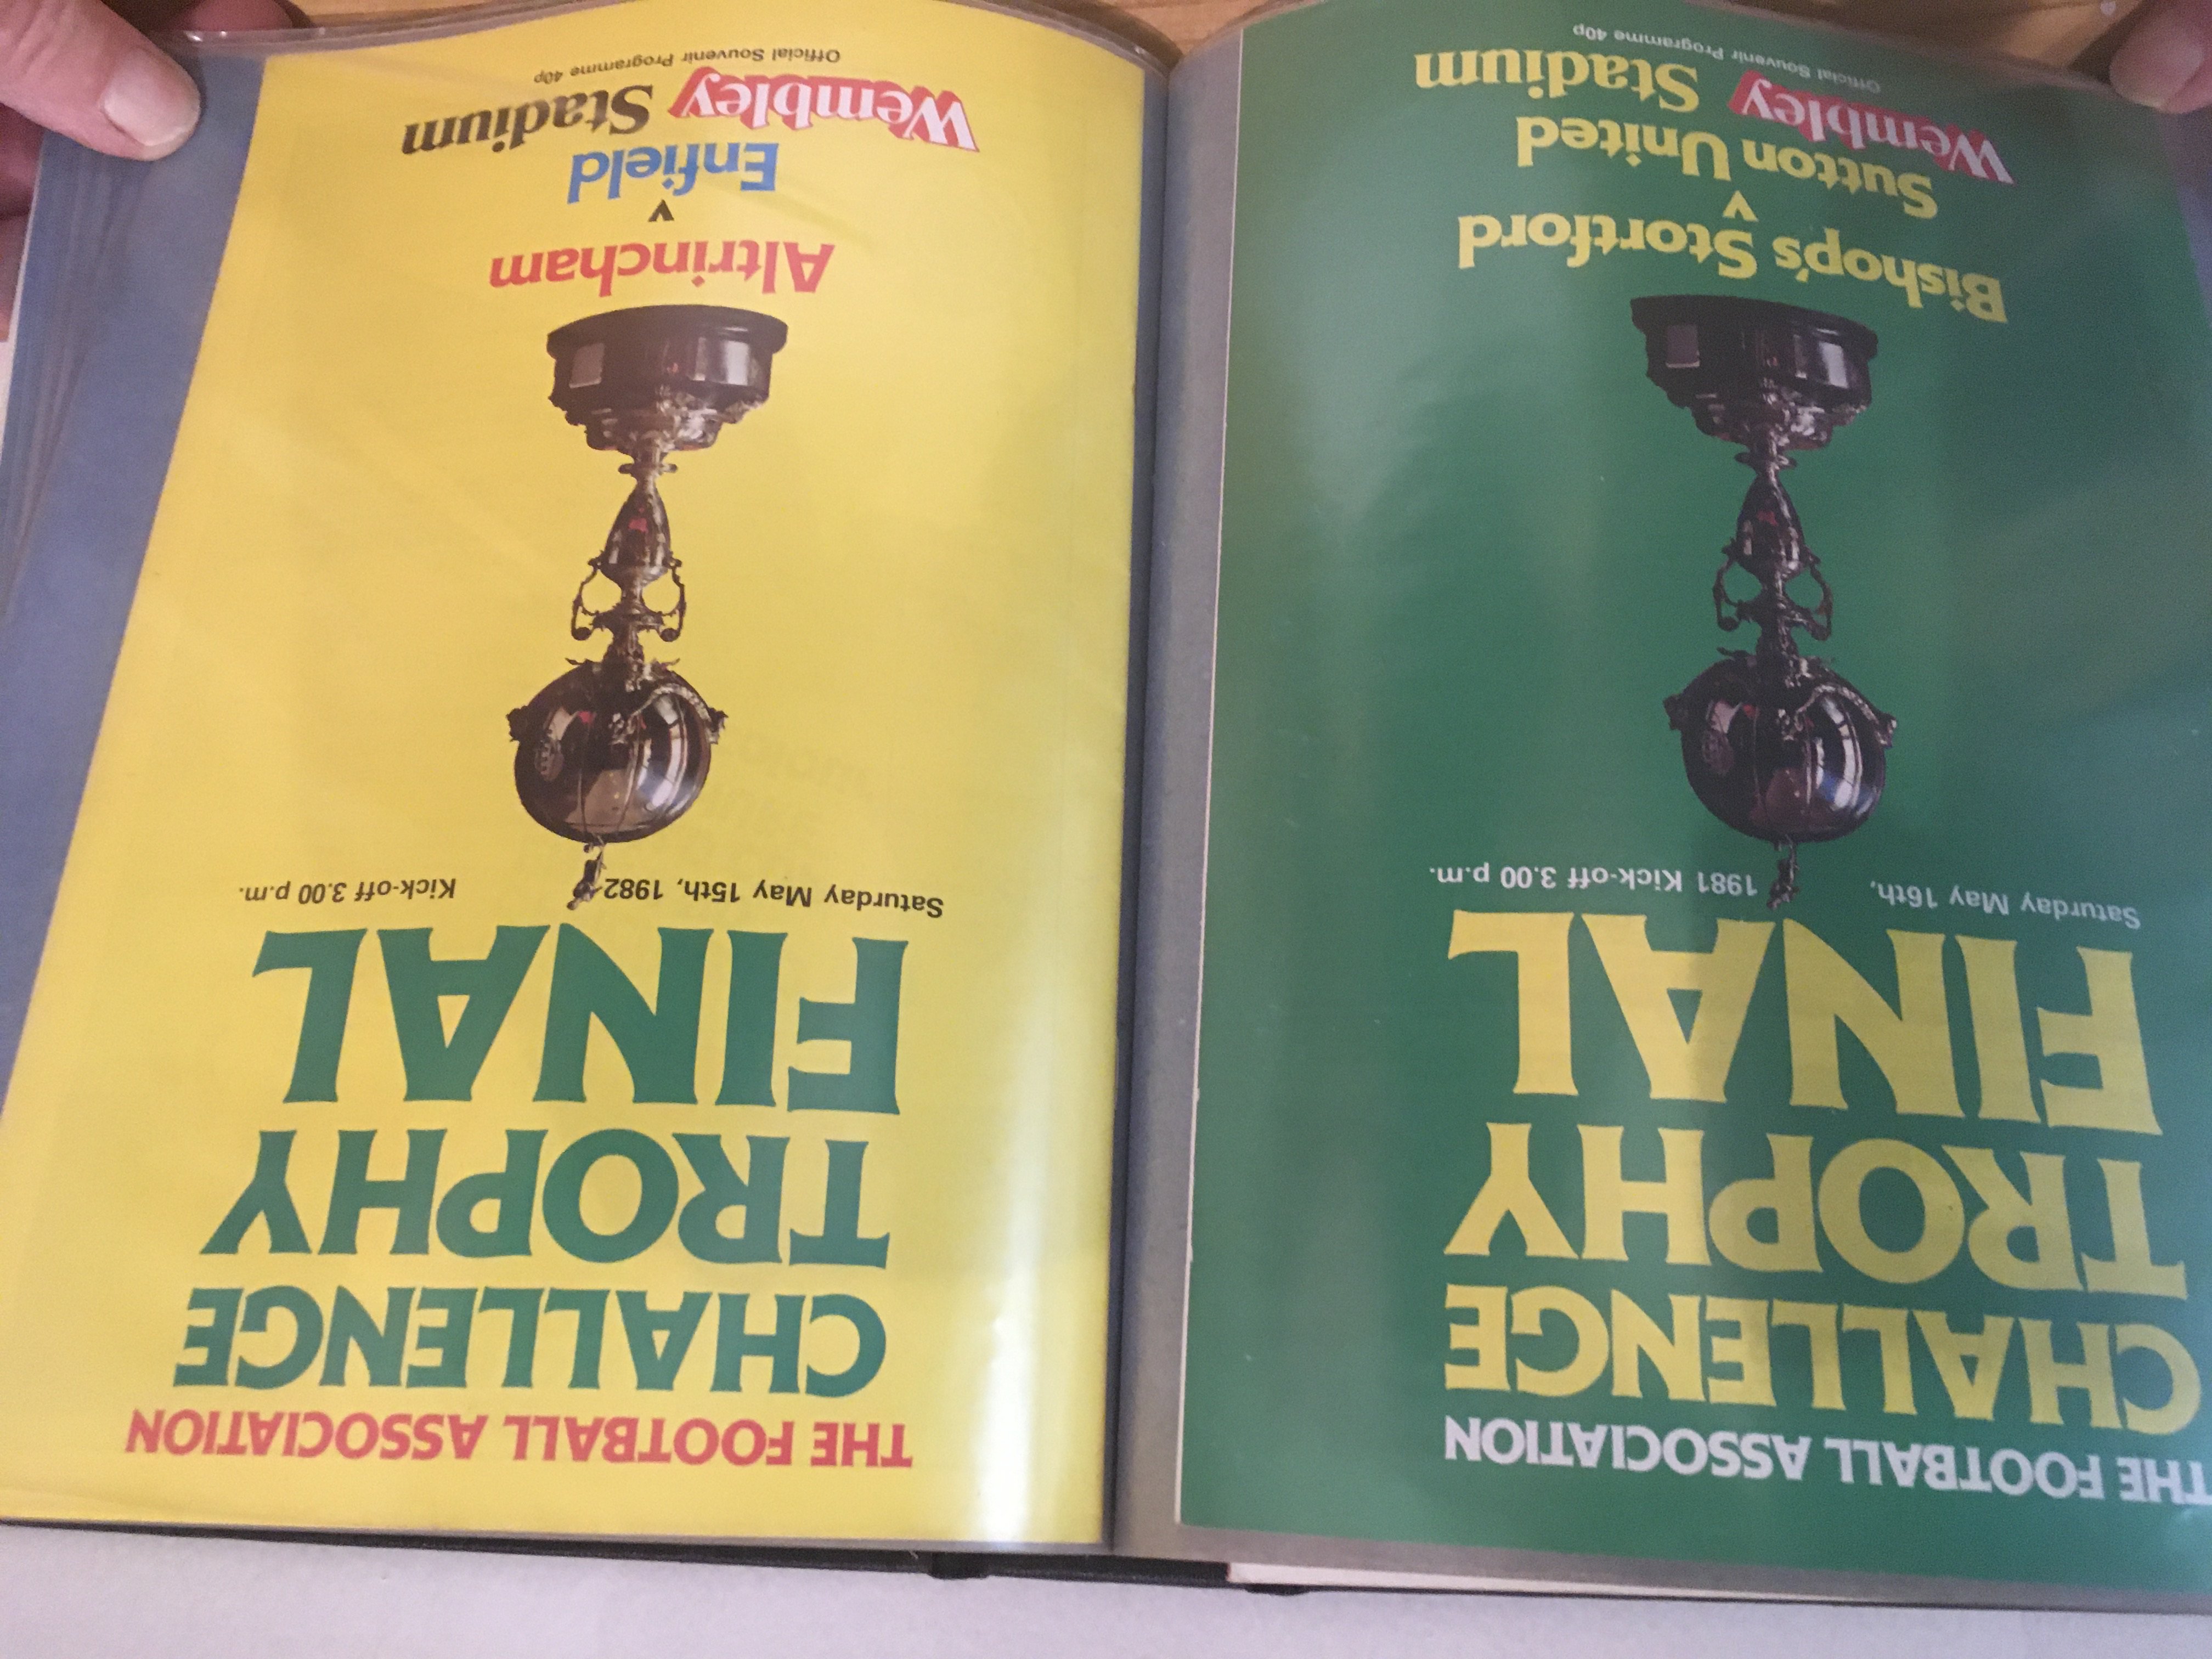 THE FOOTBALL ASSOCIATION
CHALLENGE
TROPHY
FINAL
Saturday May 16th, 1981 Kick-off 3.00 p.m.
Bishop's Stortford
v
Sutton United
Wembley Stadium
Official Souvenir Programme 40p
THE FOOTBALL ASSOCIATION
CHALLENGE
TROPHY
FINAL
Saturday May 15th, 1982 Kick-off 3.00 p.m.
Altrincham
v
Enfield
Wembley Stadium
Official Souvenir Programme 40p